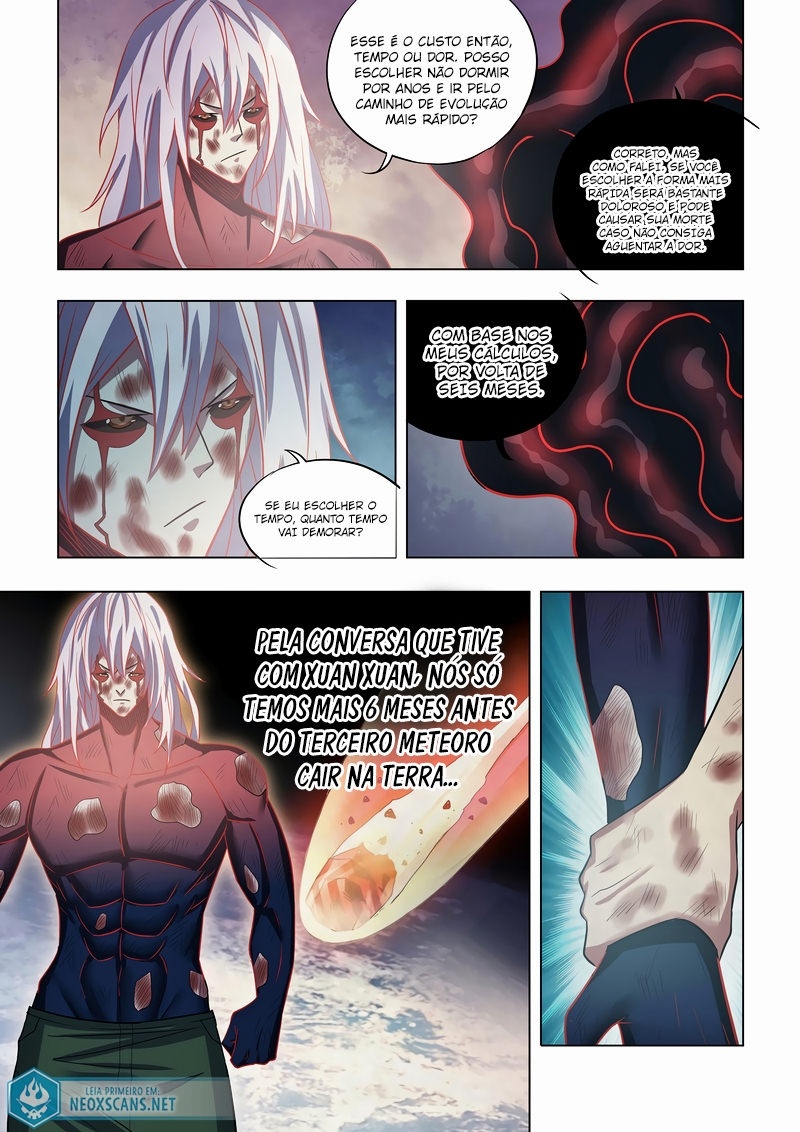 ESSE É O CUSTO ENTÃO,
TEMPO OU DOR. POSSO
ESCOLHER NÃO DORMIR
POR ANOS E IR PELO
CAMINHO DE EVOLUÇÃO
MAIS RÁPIDO?
CORRETO, MAS
COMO FALEI, SE VOCÊ
ESCOLHER A FORMA MAIS
RÁPIDA SERÁ BASTANTE
DOLOROSO E PODE
CAUSAR SUA MORTE
CASO NÃO CONSIGA
AGUENTAR A DOR.
SE EU ESCOLHER O
TEMPO, QUANTO TEMPO
VAI DEMORAR?
COM BASE NOS
MEUS CÁLCULOS,
POR VOLTA DE
SEIS MESES.
PELA CONVERSA QUE TIVE
COM XUAN XUAN, NÓS SÓ
TEMOS MAIS 6 MESES ANTES
DO TERCEIRO METEORO
CAIR NA TERRA...
LEIA PRIMEIRO EM:
NEOXSCANS.NET